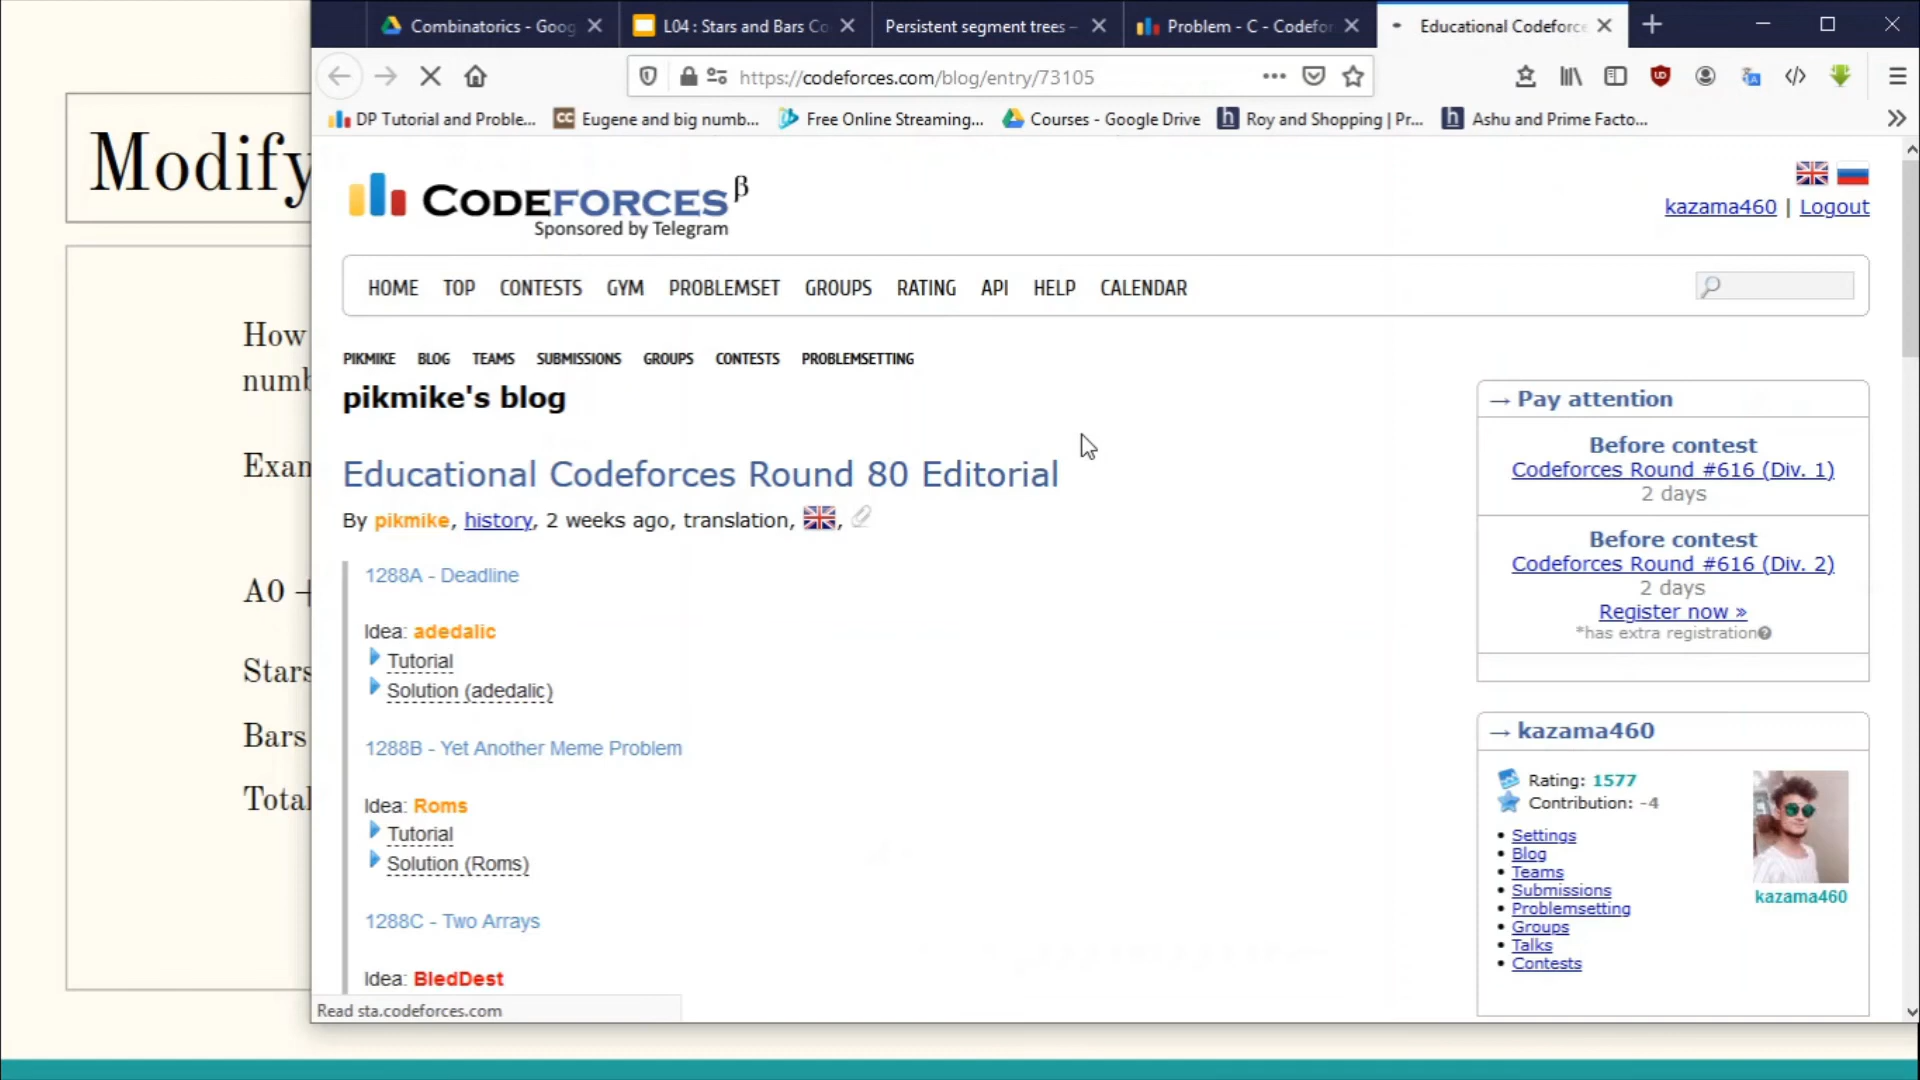 Combinatorics - Goog
L04 : Stars and Bars Co
Persistent segment trees –
Problem - C - Codefor
Educational Codeforce
https://codeforces.com/blog/entry/73105
DP Tutorial and Proble...
CC Eugene and big numb...
Free Online Streaming...
Courses - Google Drive
h Roy and Shopping | Pr...
h Ashu and Prime Facto...
CODEFORCES β
Sponsored by Telegram
kazama460 | Logout
HOME TOP CONTESTS GYM PROBLEMSET GROUPS RATING API HELP CALENDAR
PIKMIKE BLOG TEAMS SUBMISSIONS GROUPS CONTESTS PROBLEMSETTING
pikmike's blog
Educational Codeforces Round 80 Editorial
By pikmike, history, 2 weeks ago, translation, ,
1288A - Deadline
Idea: adedalic
Tutorial
Solution (adedalic)
1288B - Yet Another Meme Problem
Idea: Roms
Tutorial
Solution (Roms)
1288C - Two Arrays
Idea: BledDest
Read sta.codeforces.com
→ Pay attention
Before contest
Codeforces Round #616 (Div. 1)
2 days
Before contest
Codeforces Round #616 (Div. 2)
2 days
Register now »
*has extra registration
→ kazama460
Rating: 1577
Contribution: -4
• Settings
• Blog
• Teams
• Submissions
• Problemsetting
• Groups
• Talks
• Contests
kazama460
Modify
How
numb
Exam
A0 +
Stars
Bars
Total